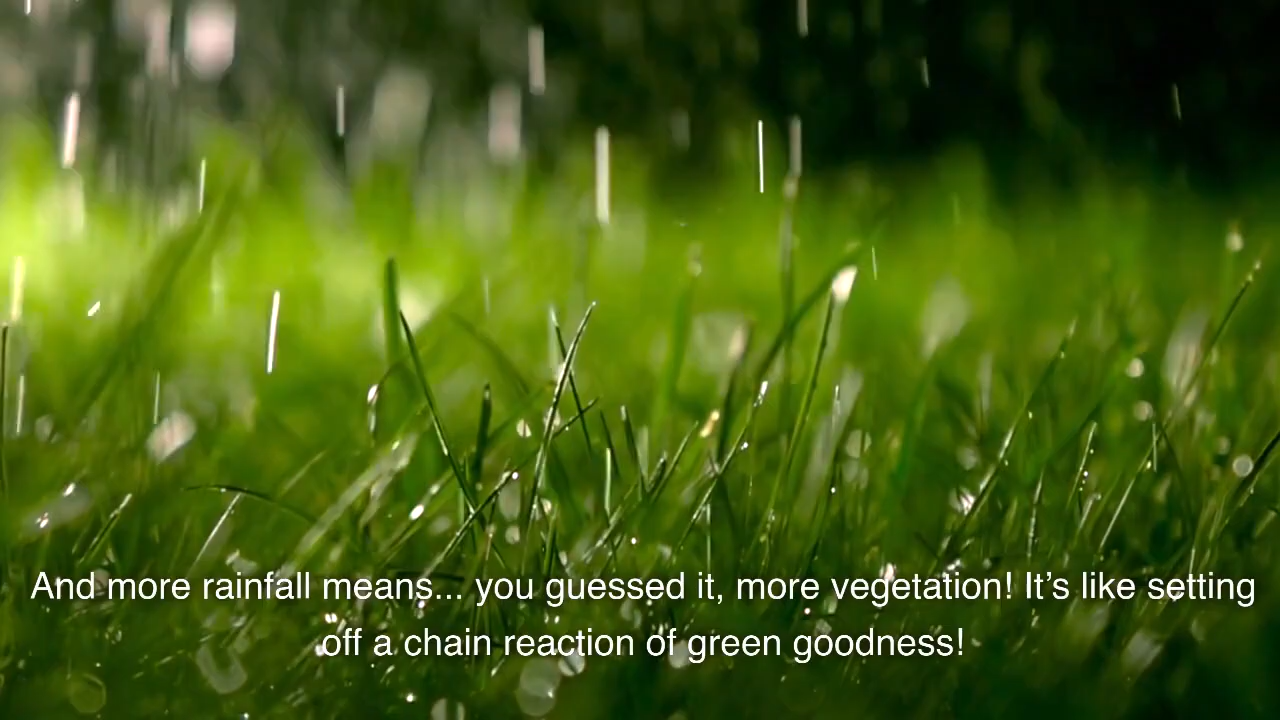 And more rainfall means... you guessed it, more vegetation! It’s like setting
off a chain reaction of green goodness!